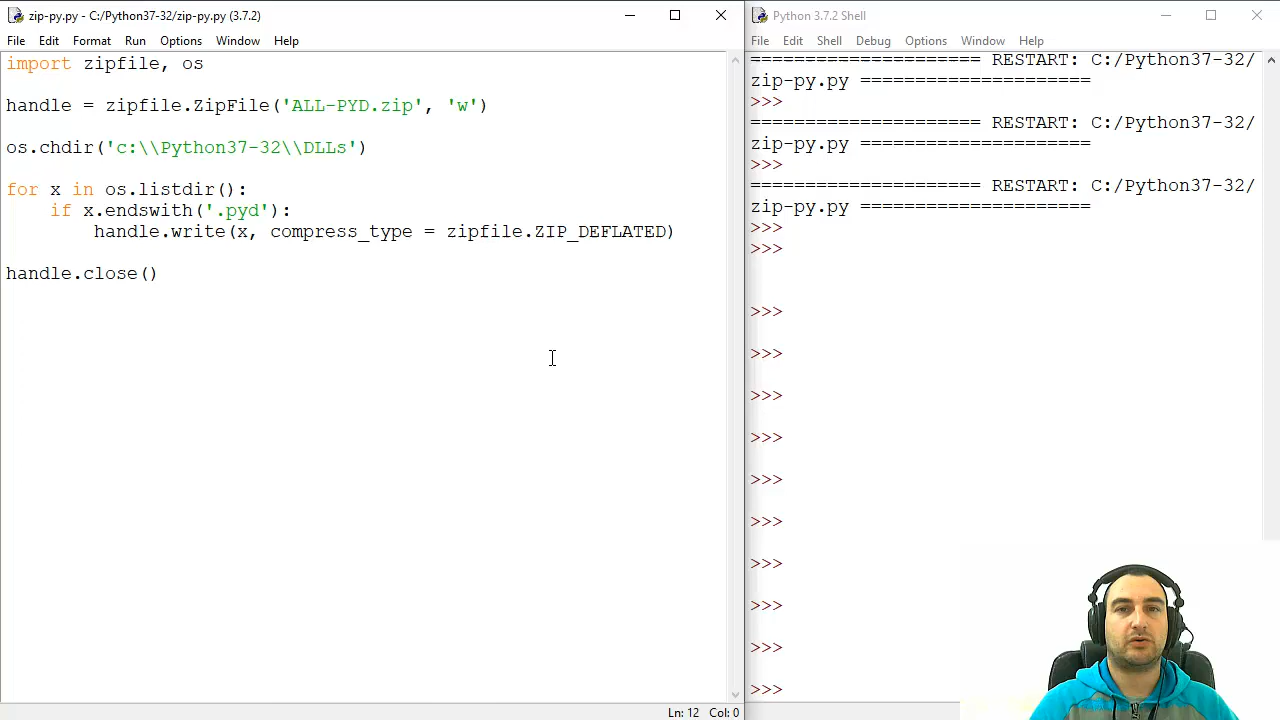 zip-py.py - C:/Python37-32/zip-py.py (3.7.2)
File Edit Format Run Options Window Help
import zipfile, os
handle = zipfile.ZipFile('ALL-PYD.zip', 'w')
os.chdir('c:\\Python37-32\\DLLs')
for x in os.listdir():
    if x.endswith('.pyd'):
        handle.write(x, compress_type = zipfile.ZIP_DEFLATED)
handle.close()
Ln: 12 Col: 0
Python 3.7.2 Shell
File Edit Shell Debug Options Window Help
===================== RESTART: C:/Python37-32/
zip-py.py =====================
>>>
===================== RESTART: C:/Python37-32/
zip-py.py =====================
>>>
===================== RESTART: C:/Python37-32/
zip-py.py =====================
>>>
>>>
>>>
>>>
>>>
>>>
>>>
>>>
>>>
>>>
>>>
>>>